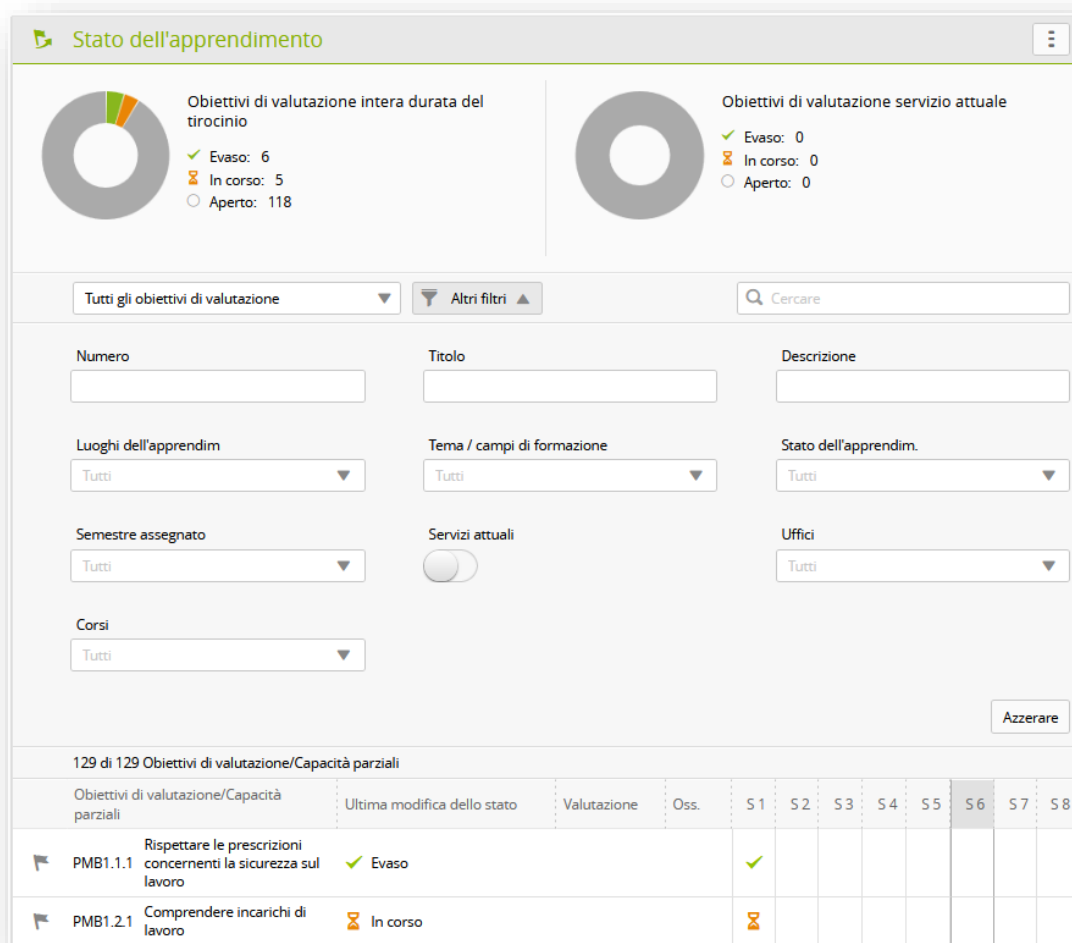 Stato dell'apprendimento
Obiettivi di valutazione intera durata del
tirocinio
Evaso: 6
In corso: 5
Aperto: 118
Obiettivi di valutazione servizio attuale
Evaso: 0
In corso: 0
Aperto: 0
Tutti gli obiettivi di valutazione
Altri filtri
Cercare
Numero
Titolo
Descrizione
Luoghi dell'apprendim
Tema / campi di formazione
Stato dell'apprendim.
Tutti
Tutti
Tutti
Semestre assegnato
Servizi attuali
Uffici
Tutti
Tutti
Corsi
Tutti
Azzerare
129 di 129 Obiettivi di valutazione/Capacità parziali
Obiettivi di valutazione/Capacità
parziali
Ultima modifica dello stato
Valutazione
Oss.
S 1
S 2
S 3
S 4
S 5
S 6
S 7
S 8
PMB1.1.1
Rispettare le prescrizioni
concernenti la sicurezza sul
lavoro
Evaso
PMB1.2.1
Comprendere incarichi di
lavoro
In corso